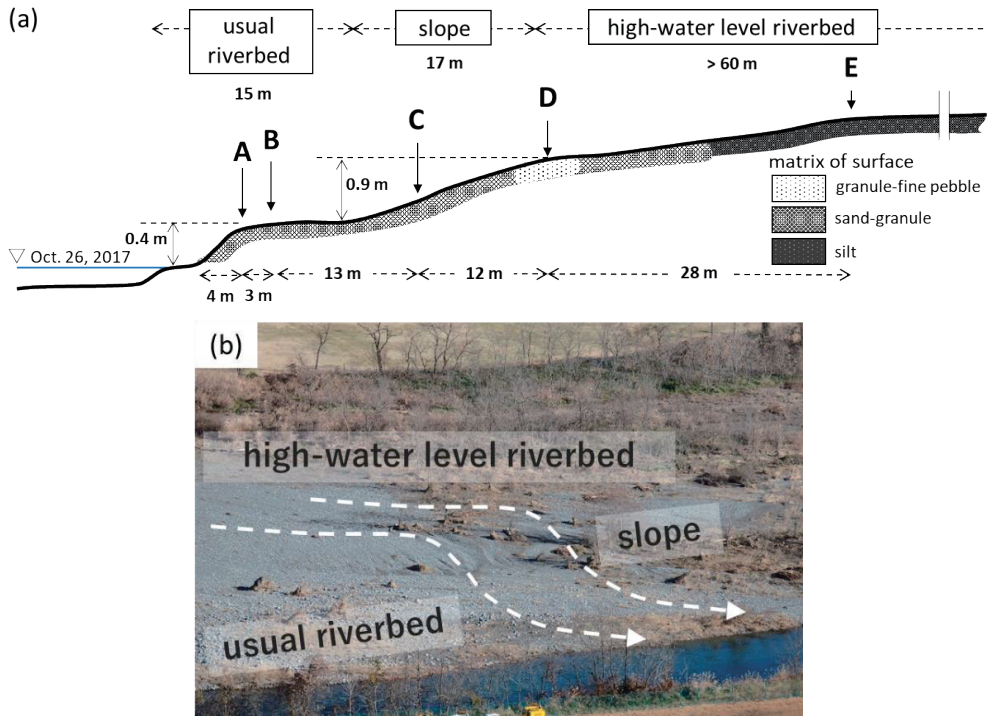 (a)
usual
riverbed
slope
high-water level riverbed
15 m
17 m
> 60 m
A
B
C
D
E
0.9 m
0.4 m
Oct. 26, 2017
matrix of surface
granule-fine pebble
sand-granule
silt
4 m
3 m
13 m
12 m
28 m
(b)
high-water level riverbed
slope
usual riverbed